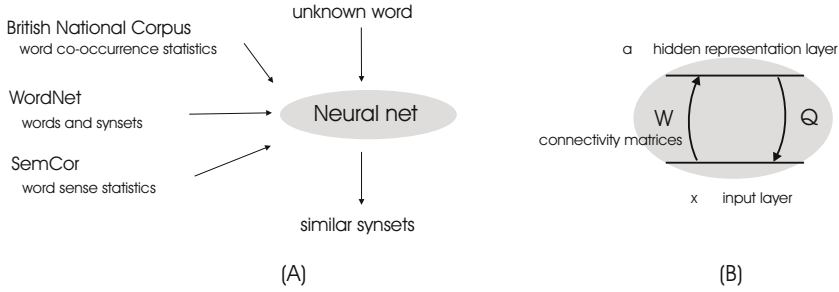 British National Corpus
word co-occurrence statistics
WordNet
words and synsets
SemCor
word sense statistics
unknown word
Neural net
similar synsets
(A)
a hidden representation layer
W
Q
connectivity matrices
x input layer
(B)